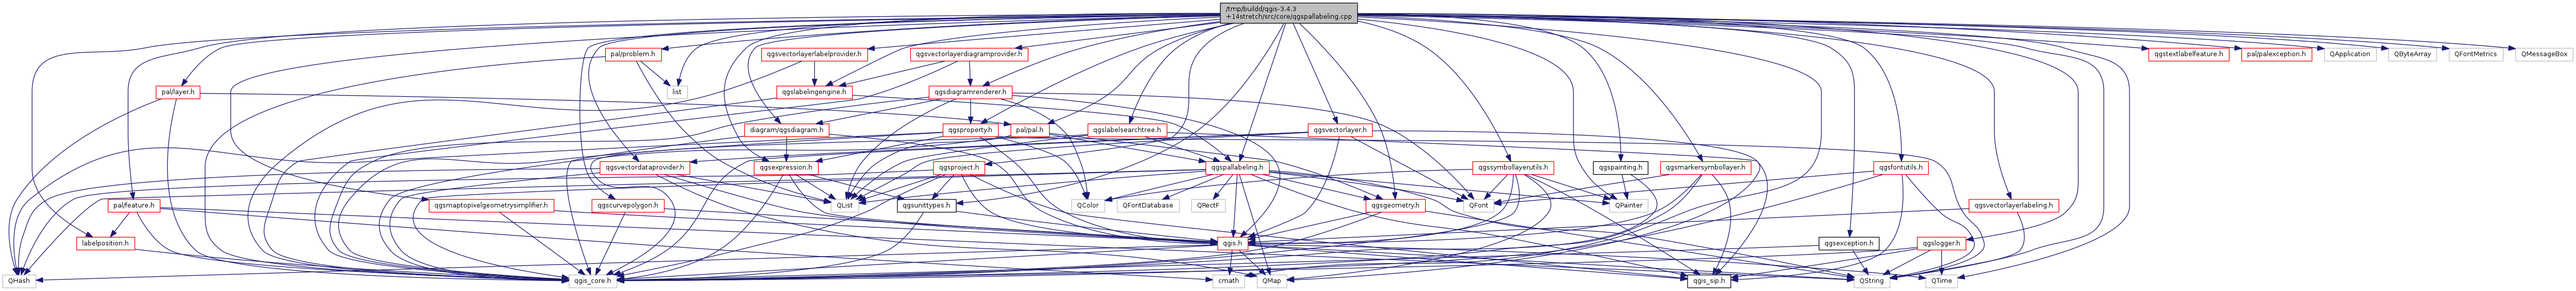 /tmp/buildd/qgis-3.4.3
+14stretch/src/core/qgspallabeling.cpp
pal/problem.h
qgsvectorlayerlabelprovider.h
qgsvectorlayerdiagramprovider.h
qgstextlabelfeature.h
pal/palexception.h
QApplication
QByteArray
QFontMetrics
QMessageBox
pal/layer.h
list
qgslabelingengine.h
qgsdiagramrenderer.h
diagram/qgsdiagram.h
qgsproperty.h
pal/pal.h
qgslabelsearchtree.h
qgsvectorlayer.h
qgsvectordataprovider.h
qgsexpression.h
qgsproject.h
qgspallabeling.h
qgssymbollayerutils.h
qgspainting.h
qgsmarkersymbollayer.h
qgsfontutils.h
pal/feature.h
qgsmaptopixelgeometrysimplifier.h
qgscurvepolygon.h
QList
qgsunittypes.h
QColor
QFontDatabase
QRectF
qgsgeometry.h
QFont
QPainter
qgsvectorlayerlabeling.h
labelposition.h
qgis.h
qgsexception.h
qgslogger.h
QHash
qgis_core.h
cmath
QMap
qgis_sip.h
QString
QTime